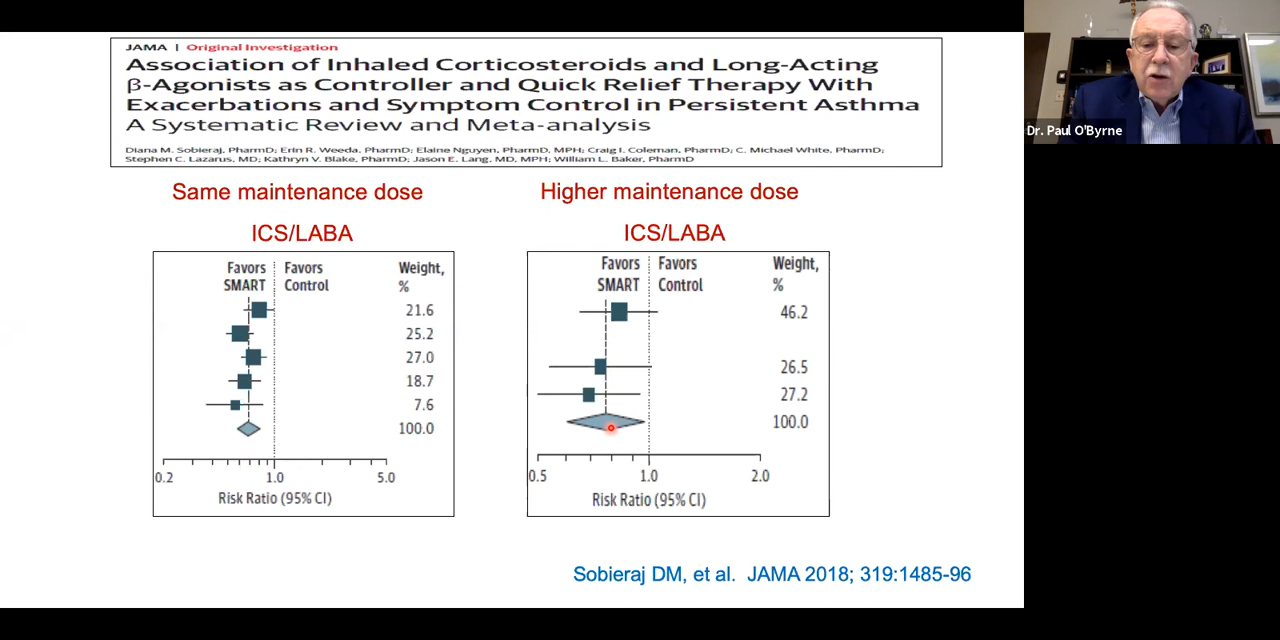 JAMA | Original Investigation
Association of Inhaled Corticosteroids and Long-Acting
β-Agonists as Controller and Quick Relief Therapy With
Exacerbations and Symptom Control in Persistent Asthma
A Systematic Review and Meta-analysis
Diana M. Sobieraj, PharmD; Erin R. Weeda, PharmD; Elaine Nguyen, PharmD, MPH; Craig I. Coleman, PharmD; C. Michael White, PharmD;
Stephen C. Lazarus, MD; Kathryn V. Blake, PharmD; Jason E. Lang, MD, MPH; William L. Baker, PharmD
Dr. Paul O'Byrne
Same maintenance dose
ICS/LABA
Favors Favors Weight,
SMART Control %
21.6
25.2
27.0
18.7
7.6
100.0
0.2 1.0 5.0
Risk Ratio (95% CI)
Higher maintenance dose
ICS/LABA
Favors Favors Weight,
SMART Control %
46.2
26.5
27.2
100.0
0.5 1.0 2.0
Risk Ratio (95% CI)
Sobieraj DM, et al. JAMA 2018; 319:1485-96